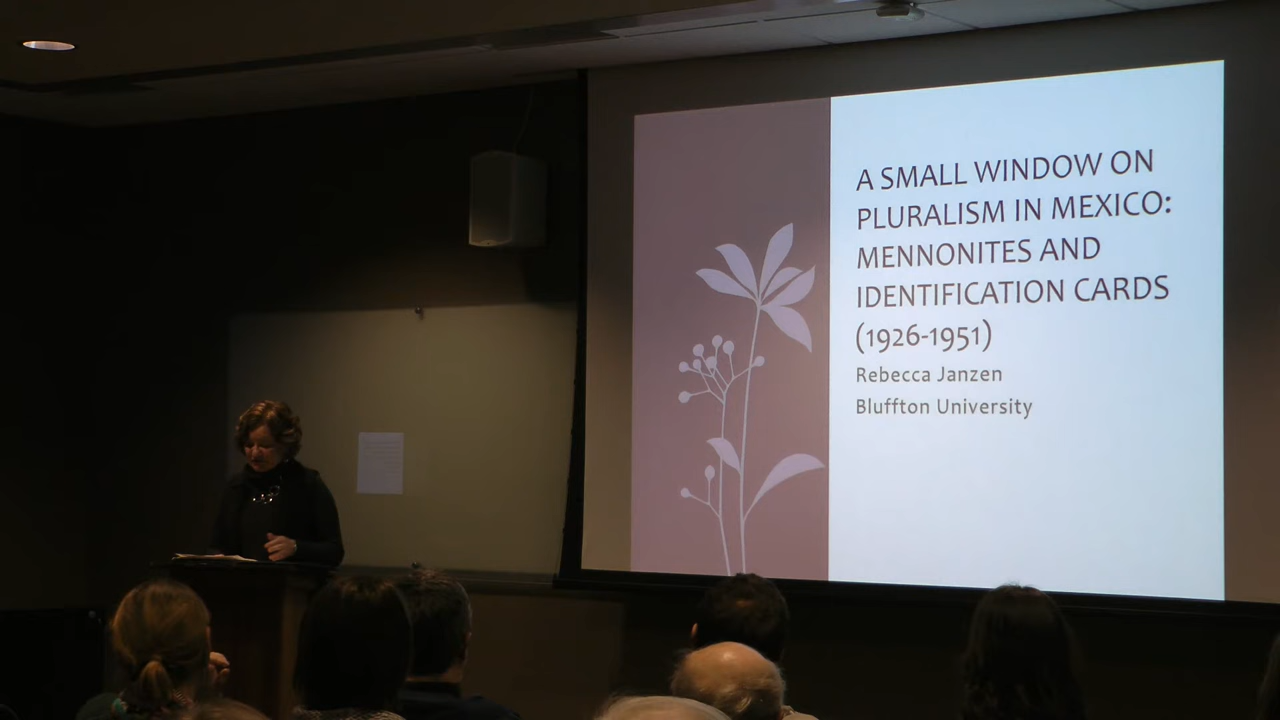 A SMALL WINDOW ON
PLURALISM IN MEXICO:
MENNONITES AND
IDENTIFICATION CARDS
(1926-1951)
Rebecca Janzen
Bluffton University